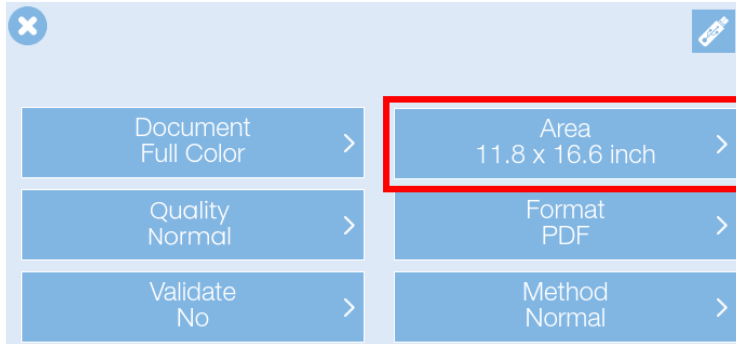 Document
Full Color
Area
11.8 x 16.6 inch
Quality
Normal
Format
PDF
Validate
No
Method
Normal